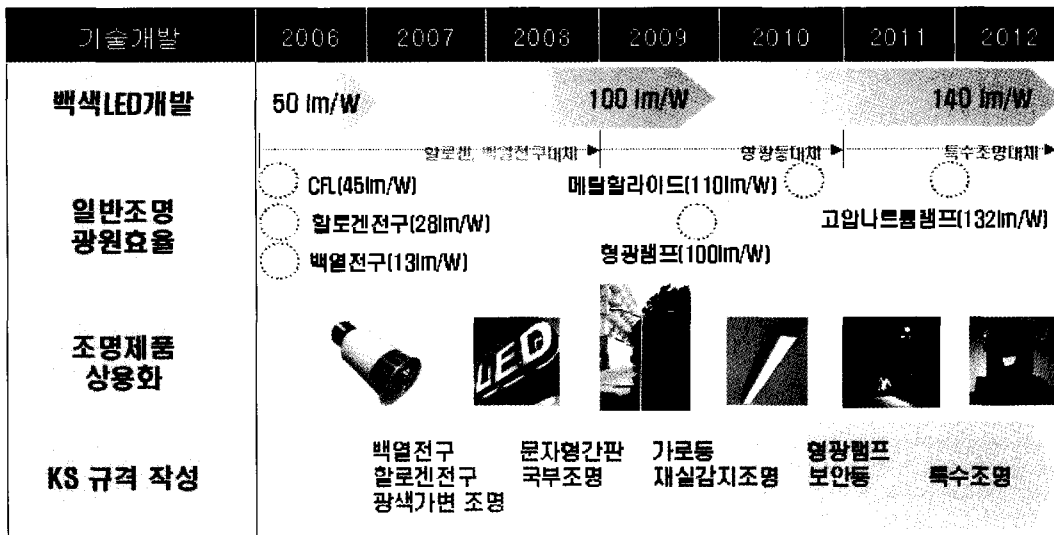 기술개발 2006 2007 2008 2009 2010 2011 2012
백색LED개발 50 lm/W 100 lm/W 140 lm/W
할로겐, 백열전구대체 형광등대체 특수조명대체
일반조명
광원효율
CFL(45lm/W) 메탈할라이드(110lm/W)
할로겐전구(28lm/W) 고압나트륨램프(132lm/W)
백열전구(13lm/W) 형광램프(100lm/W)
조명제품
상용화
LED
KS 규격 작성
백열전구
할로겐전구
광색가변 조명
문자형간판
국부조명
가로등
재실감지조명
형광램프
보안등
특수조명